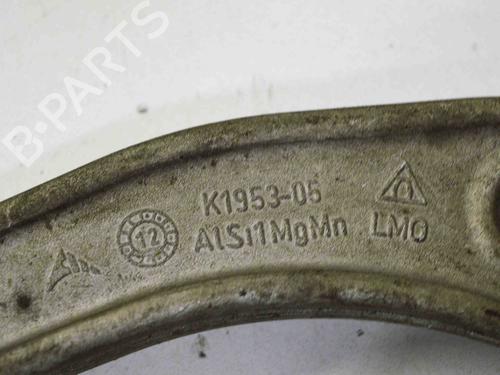 B-PARTS
K1953-05
12
AlSi1MgMn LMO